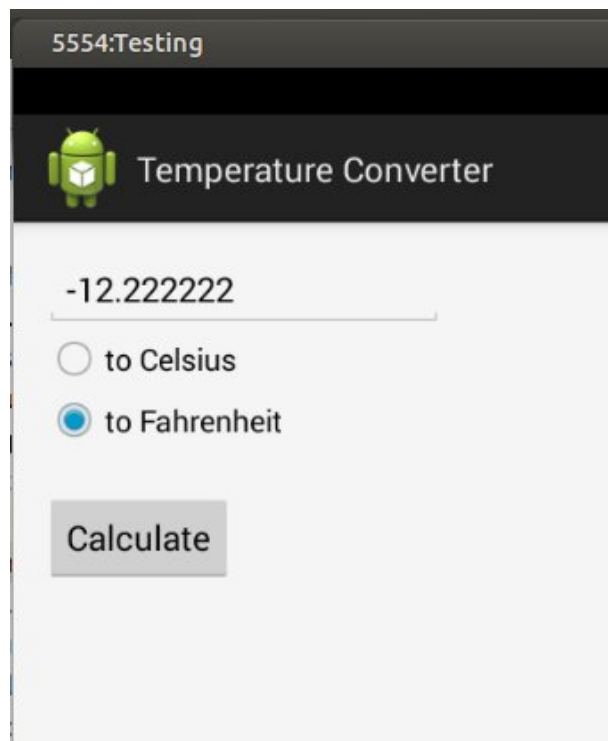 5554:Testing
Temperature Converter
-12.222222
to Celsius
to Fahrenheit
Calculate